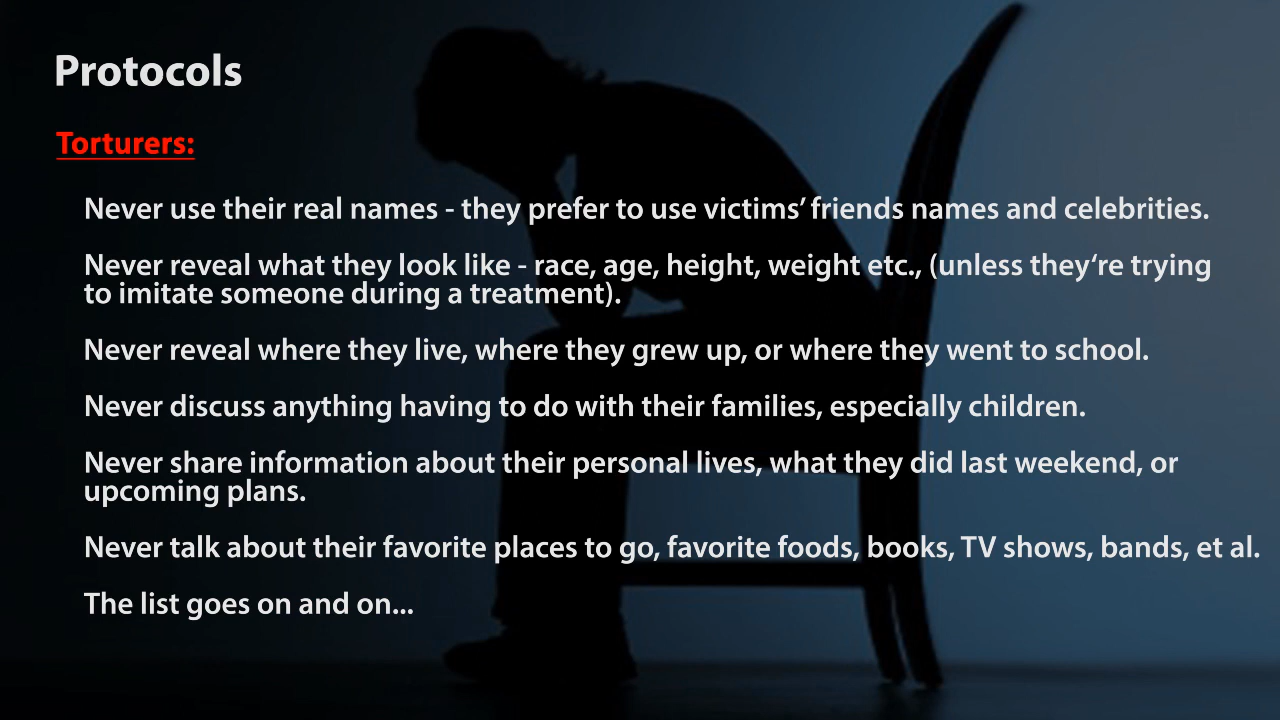 Protocols
Torturers:
Never use their real names - they prefer to use victims’ friends names and celebrities.
Never reveal what they look like - race, age, height, weight etc., (unless they‘re trying
to imitate someone during a treatment).
Never reveal where they live, where they grew up, or where they went to school.
Never discuss anything having to do with their families, especially children.
Never share information about their personal lives, what they did last weekend, or
upcoming plans.
Never talk about their favorite places to go, favorite foods, books, TV shows, bands, et al.
The list goes on and on...